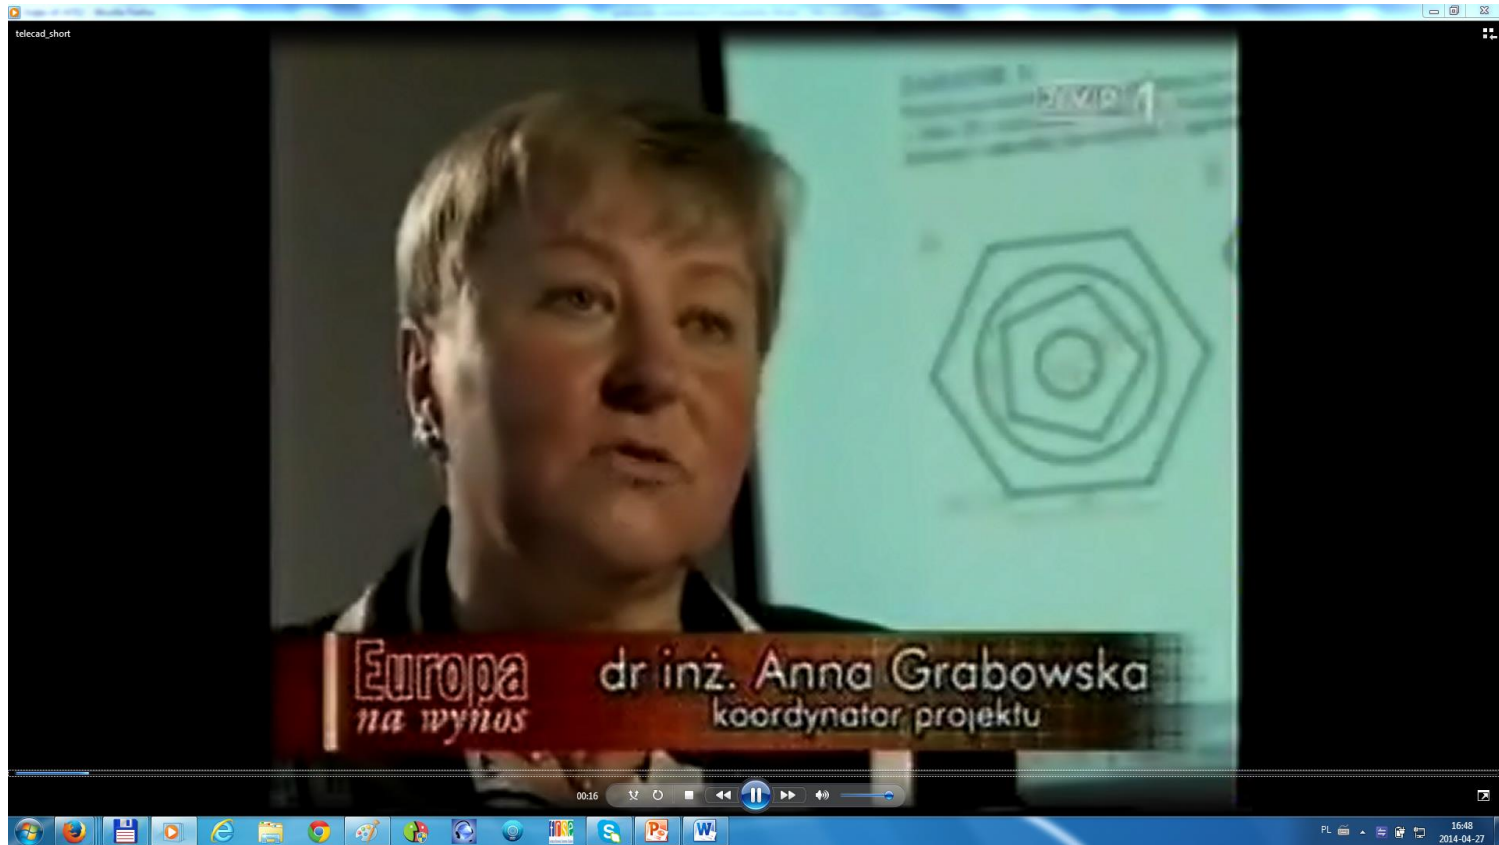 telecad_short
TVP 1
Europa
na wynos
dr inż. Anna Grabowska
koordynator projektu
00:16
PL
16:48
2014-04-27